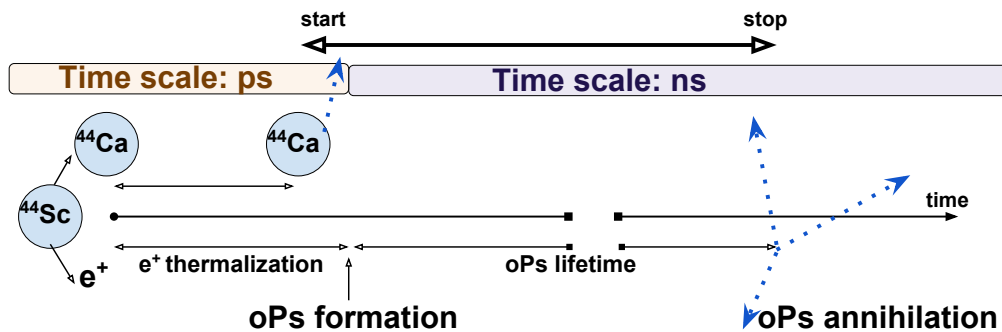 start
stop
Time scale: ps
Time scale: ns
⁴⁴Ca
⁴⁴Ca
⁴⁴Sc
time
e⁺
e⁺ thermalization
oPs lifetime
oPs formation
oPs annihilation